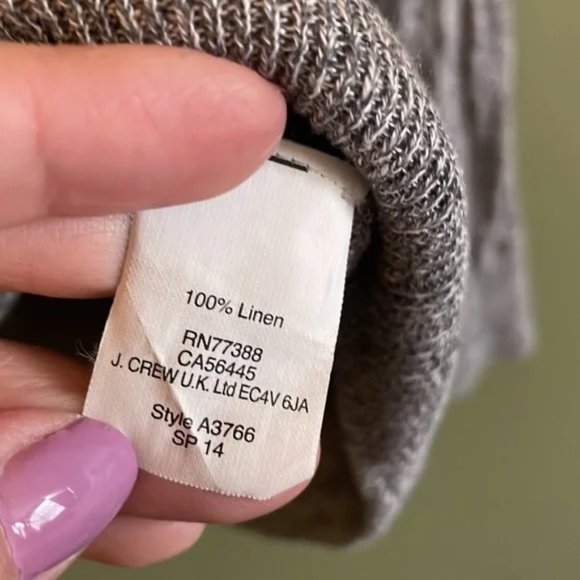 100% Linen
RN77388
CA56445
J. CREW U.K. Ltd EC4V 6JA
Style A3766
SP 14